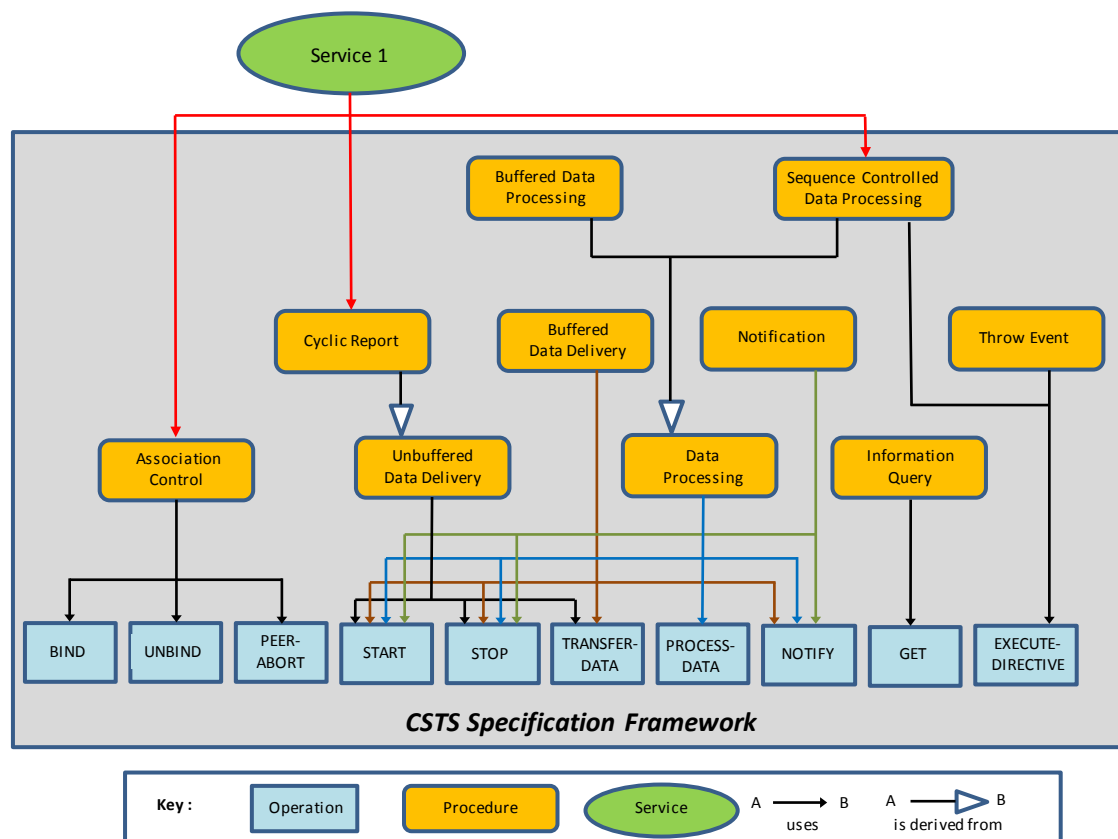 Service 1
Buffered Data
Processing
Sequence Controlled
Data Processing
Cyclic Report
Buffered
Data Delivery
Notification
Throw Event
Association
Control
Unbuffered
Data Delivery
Data
Processing
Information
Query
BIND
UNBIND
PEER-
ABORT
START
STOP
TRANSFER-
DATA
PROCESS-
DATA
NOTIFY
GET
EXECUTE-
DIRECTIVE
CSTS Specification Framework
Key :
Operation
Procedure
Service
A B
uses
A B
is derived from